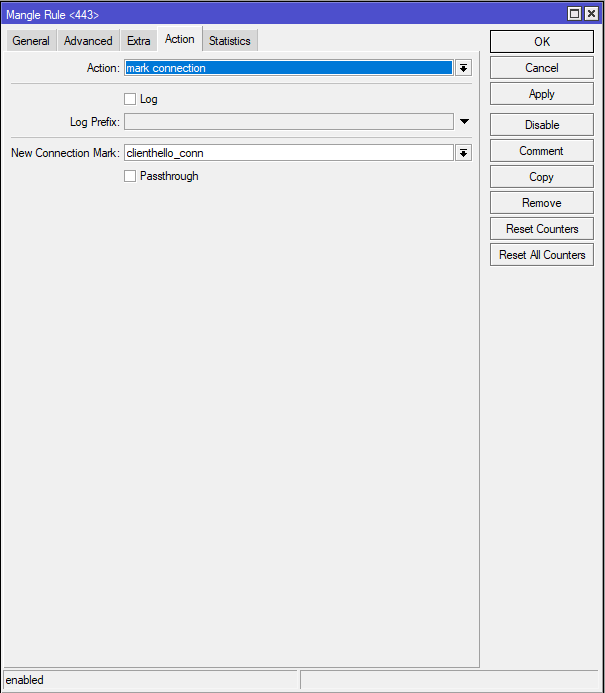 Mangle Rule <443>
General Advanced Extra Action Statistics
Action: mark connection
Log
Log Prefix:
New Connection Mark: clienthello_conn
Passthrough
OK
Cancel
Apply
Disable
Comment
Copy
Remove
Reset Counters
Reset All Counters
enabled